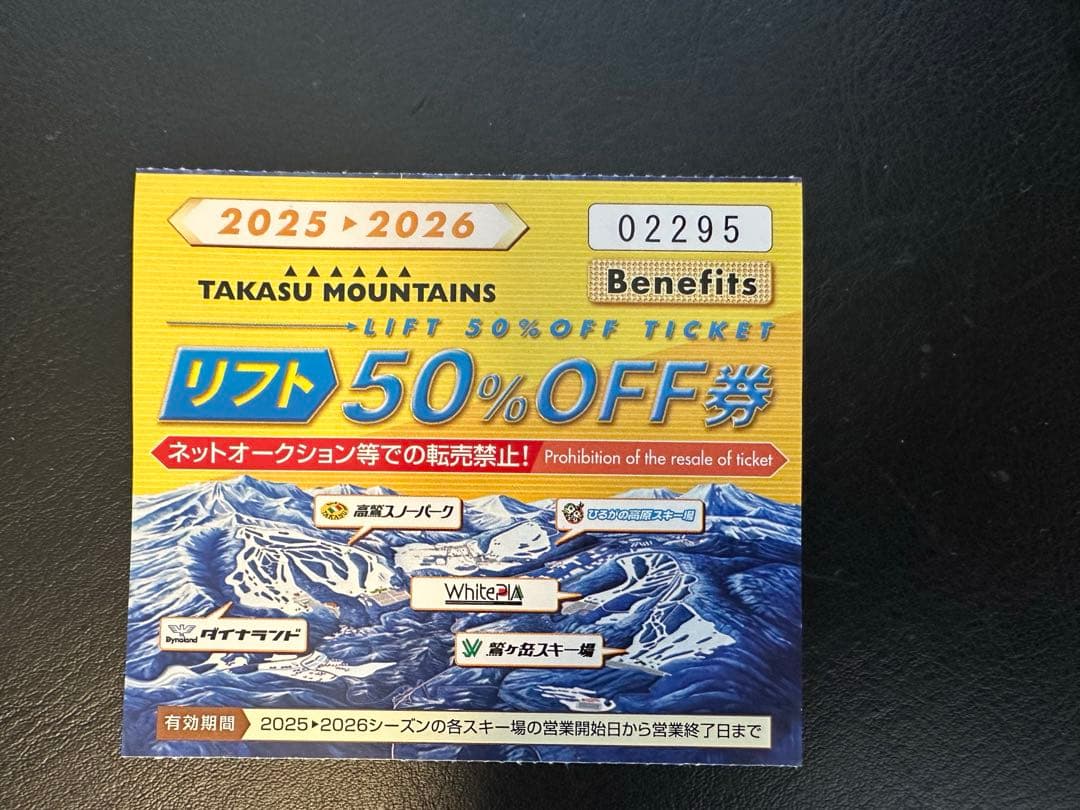 2025▶2026
02295
TAKASU MOUNTAINS
Benefits
LIFT 50%OFF TICKET
リフト 50%OFF券
ネットオークション等での転売禁止! Prohibition of the resale of ticket
TAKASU 高鷲スノーパーク
ひるがの高原スキー場
WhitePIA
Dynaland ダイナランド
鷲ヶ岳スキー場
有効期間 2025▶2026シーズンの各スキー場の営業開始日から営業終了日まで